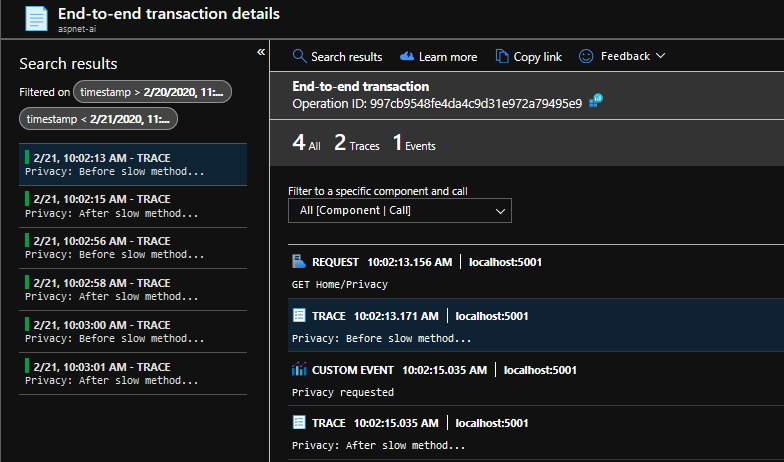 End-to-end transaction details
aspnet-ai
«
Search results
Filtered on timestamp > 2/20/2020, 11:...
timestamp < 2/21/2020, 11:...
2/21, 10:02:13 AM - TRACE
Privacy: Before slow method...
2/21, 10:02:15 AM - TRACE
Privacy: After slow method...
2/21, 10:02:56 AM - TRACE
Privacy: Before slow method...
2/21, 10:02:58 AM - TRACE
Privacy: After slow method...
2/21, 10:03:00 AM - TRACE
Privacy: Before slow method...
2/21, 10:03:01 AM - TRACE
Privacy: After slow method...
Search results Learn more Copy link Feedback
End-to-end transaction
Operation ID: 997cb9548fe4da4c9d31e972a79495e9
4 All 2 Traces 1 Events
Filter to a specific component and call
All [Component | Call]
REQUEST 10:02:13.156 AM | localhost:5001
GET Home/Privacy
TRACE 10:02:13.171 AM | localhost:5001
Privacy: Before slow method...
CUSTOM EVENT 10:02:15.035 AM | localhost:5001
Privacy requested
TRACE 10:02:15.035 AM | localhost:5001
Privacy: After slow method...